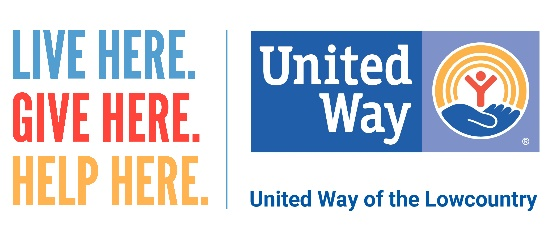 LIVE HERE.
GIVE HERE.
HELP HERE.
United
Way
®
United Way of the Lowcountry